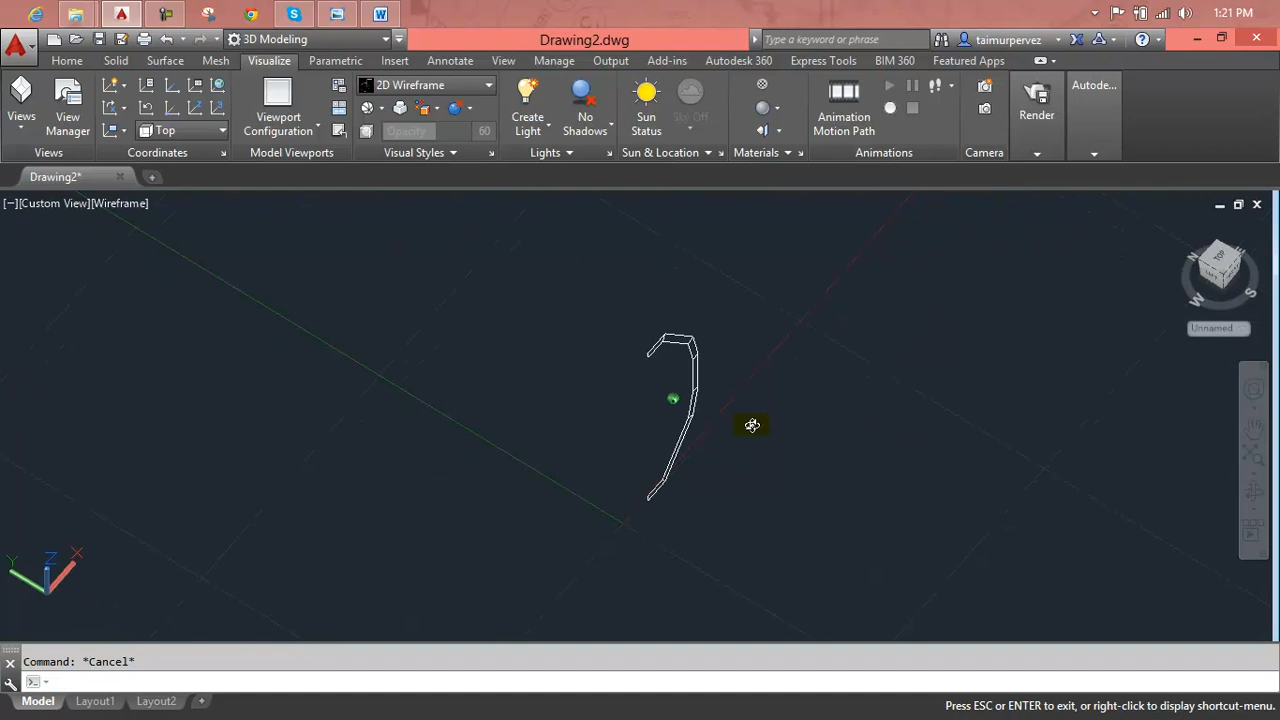 1:21 PM
3D Modeling
Drawing2.dwg
Type a keyword or phrase
taimurpervez
Home Solid Surface Mesh Visualize Parametric Insert Annotate View Manage Output Add-ins Autodesk 360 Express Tools BIM 360 Featured Apps
Views
View
Manager
Top
Viewport
Configuration
2D Wireframe
Opacity 60
Create
Light
No
Shadows
Sun
Status
Sky Off
Animation
Motion Path
Render
Autode...
Views Coordinates Model Viewports Visual Styles Lights Sun & Location Materials Animations Camera
Drawing2*
[−][Custom View][Wireframe]
N E
TOP
LEFT
W S
Unnamed
Y Z X
Command: *Cancel*
Model Layout1 Layout2
Press ESC or ENTER to exit, or right-click to display shortcut-menu.